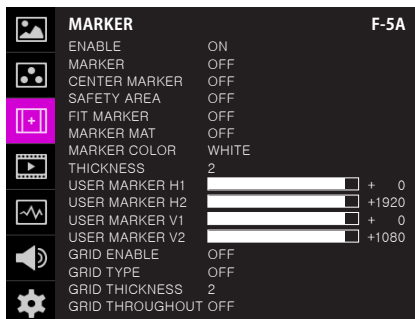 MARKER F-5A
ENABLE ON
MARKER OFF
CENTER MARKER OFF
SAFETY AREA OFF
FIT MARKER OFF
MARKER MAT OFF
MARKER COLOR WHITE
THICKNESS 2
USER MARKER H1 + 0
USER MARKER H2 +1920
USER MARKER V1 + 0
USER MARKER V2 +1080
GRID ENABLE OFF
GRID TYPE OFF
GRID THICKNESS 2
GRID THROUGHOUT OFF